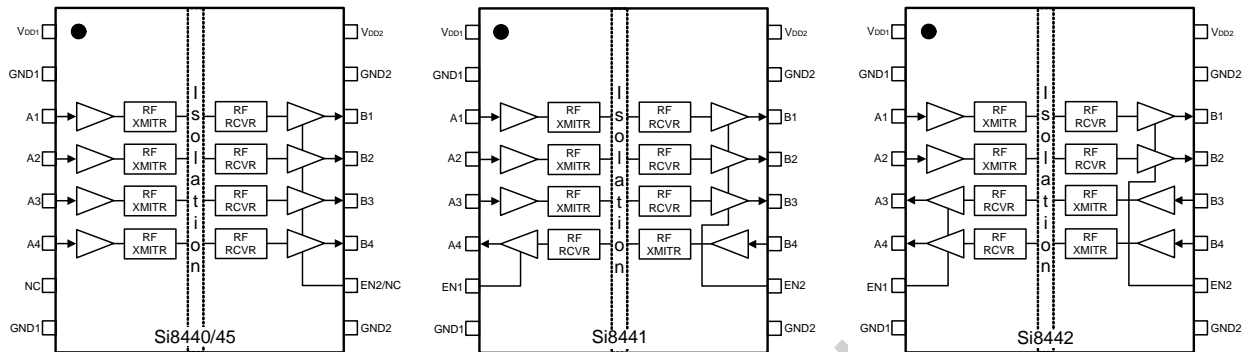 VDD1
VDD2
GND1
GND2
A1
RF XMITR
RF RCVR
B1
A2
RF XMITR
RF RCVR
B2
A3
RF XMITR
RF RCVR
B3
A4
RF XMITR
RF RCVR
B4
NC
EN2/NC
GND1
GND2
Isolation
Si8440/45
VDD1
VDD2
GND1
GND2
A1
RF XMITR
RF RCVR
B1
A2
RF XMITR
RF RCVR
B2
A3
RF XMITR
RF RCVR
B3
A4
RF RCVR
RF XMITR
B4
EN1
EN2
GND1
GND2
Isolation
Si8441
VDD1
VDD2
GND1
GND2
A1
RF XMITR
RF RCVR
B1
A2
RF XMITR
RF RCVR
B2
A3
RF RCVR
RF XMITR
B3
A4
RF RCVR
RF XMITR
B4
EN1
EN2
GND1
GND2
Isolation
Si8442